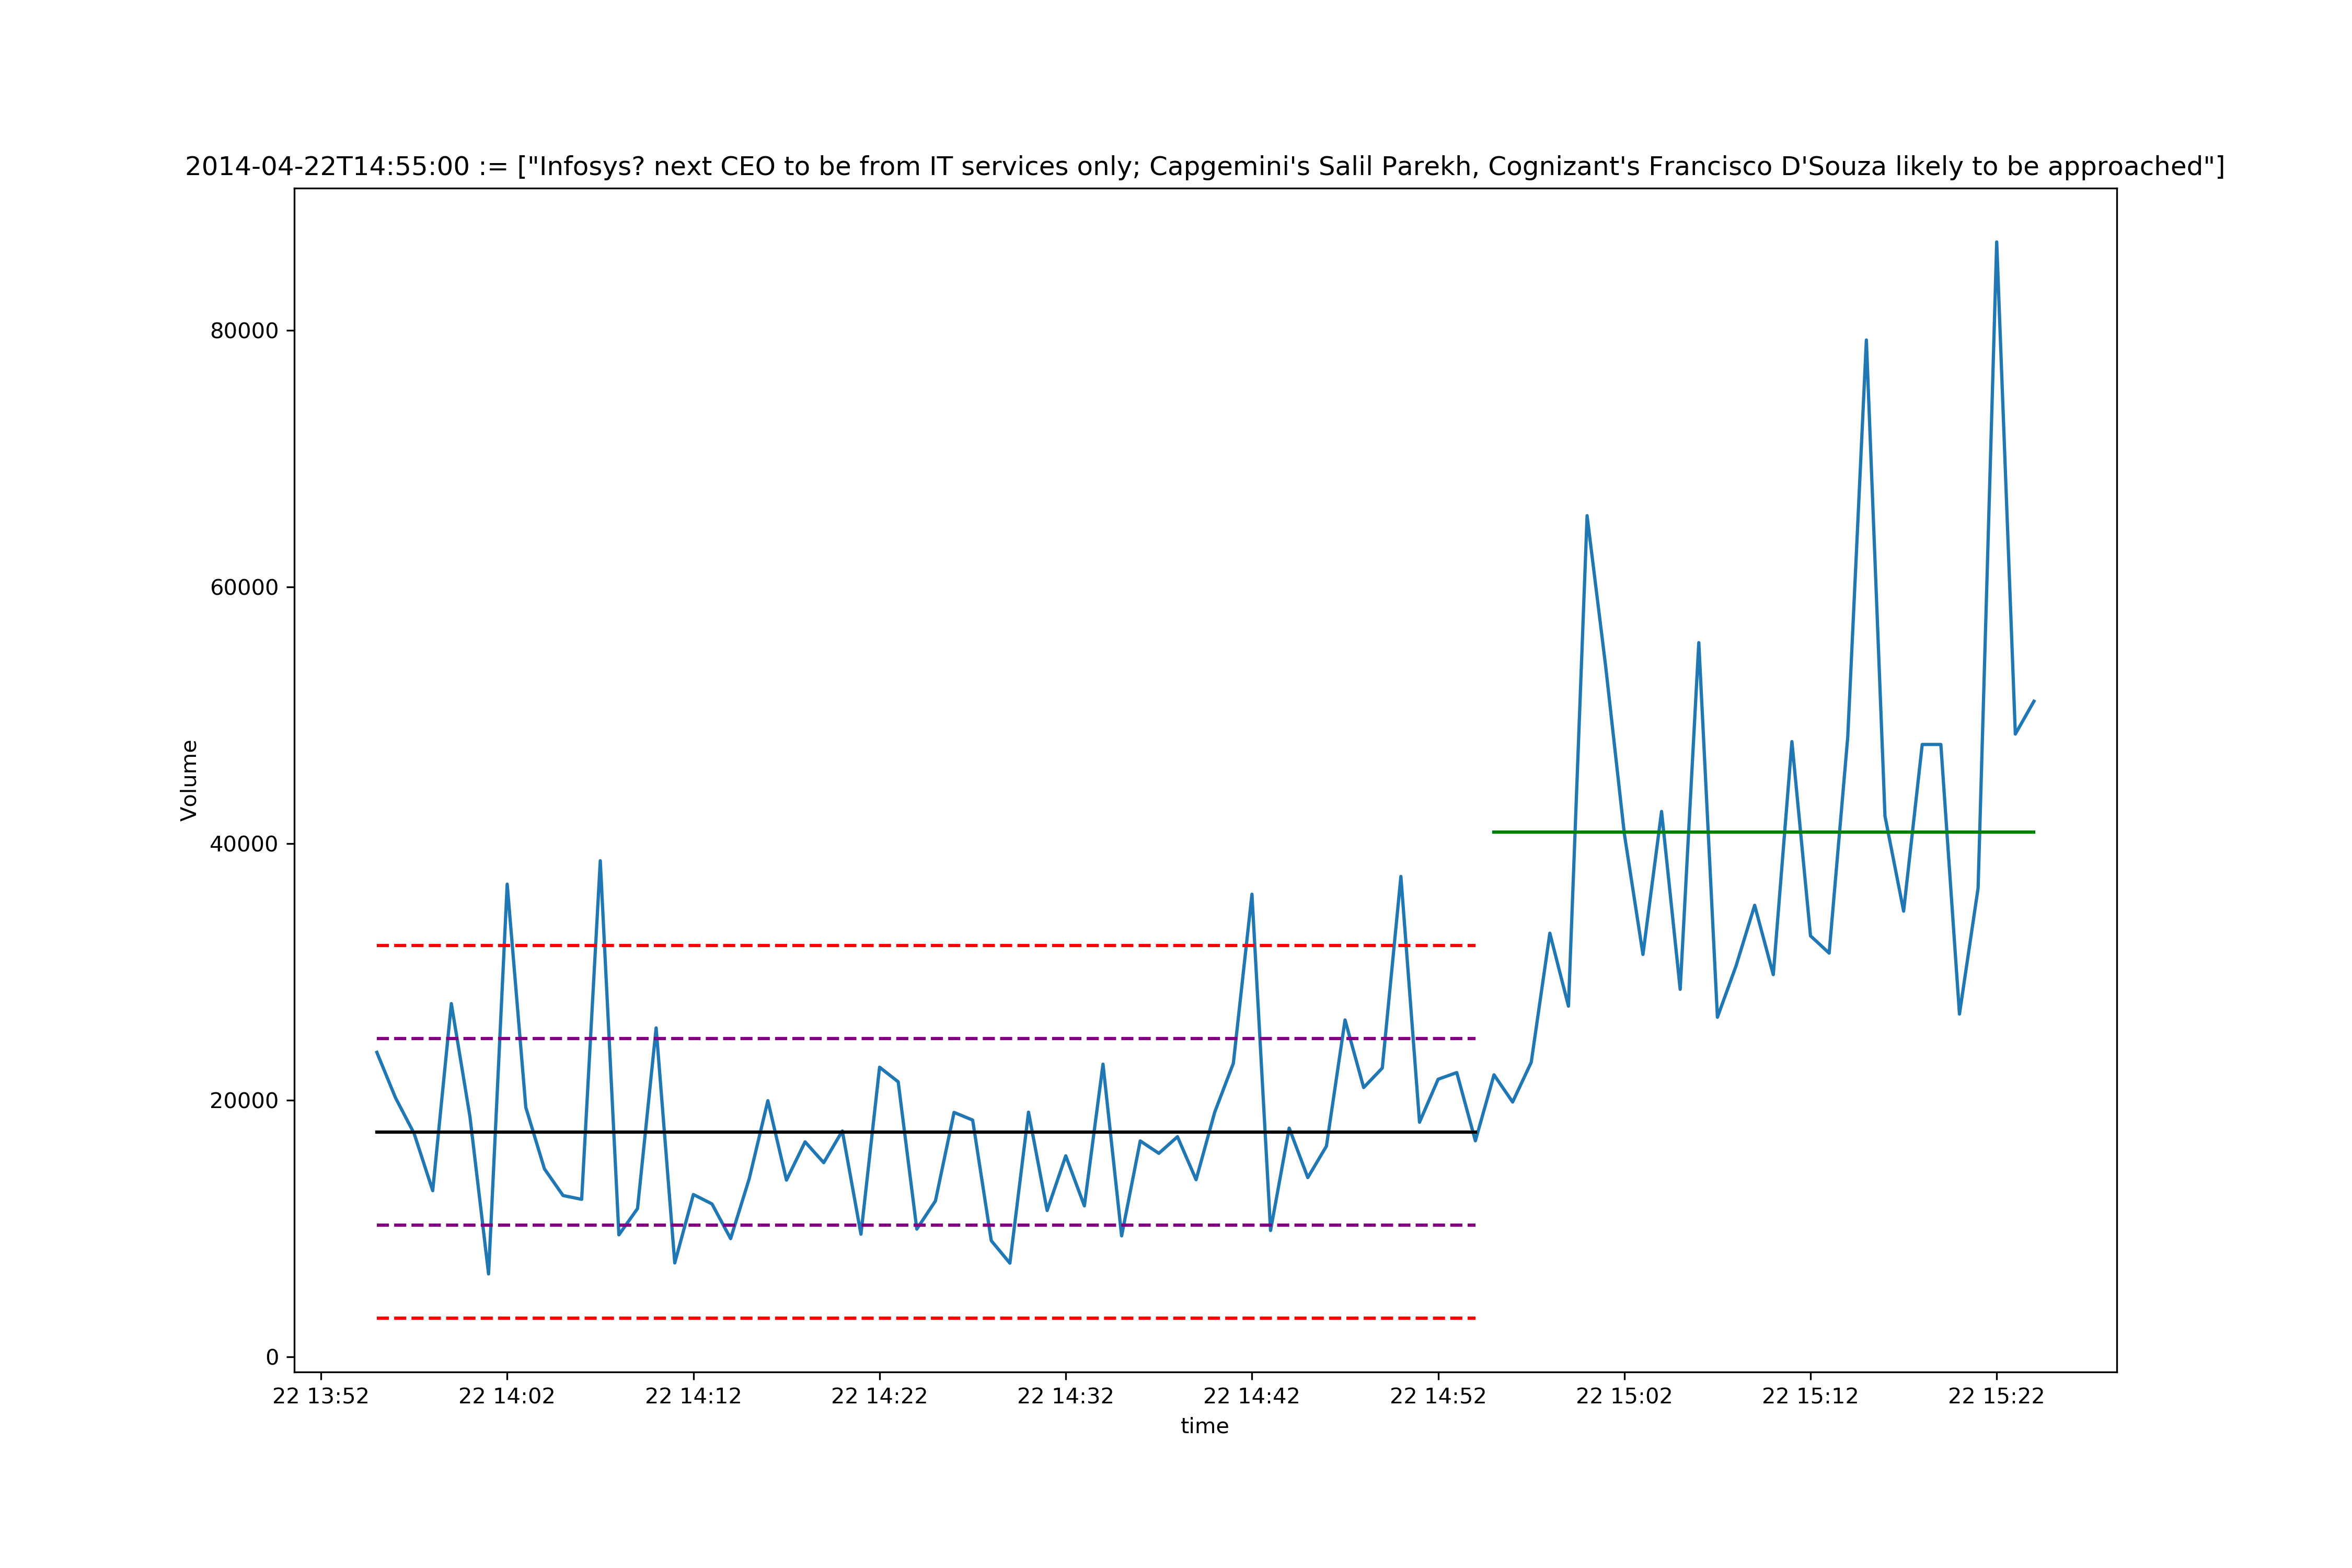 2014-04-22T14:55:00 := ["Infosys? next CEO to be from IT services only; Capgemini's Salil Parekh, Cognizant's Francisco D'Souza likely to be approached"]
Volume
80000
60000
40000
20000
0
22 13:52 22 14:02 22 14:12 22 14:22 22 14:32 22 14:42 22 14:52 22 15:02 22 15:12 22 15:22
time